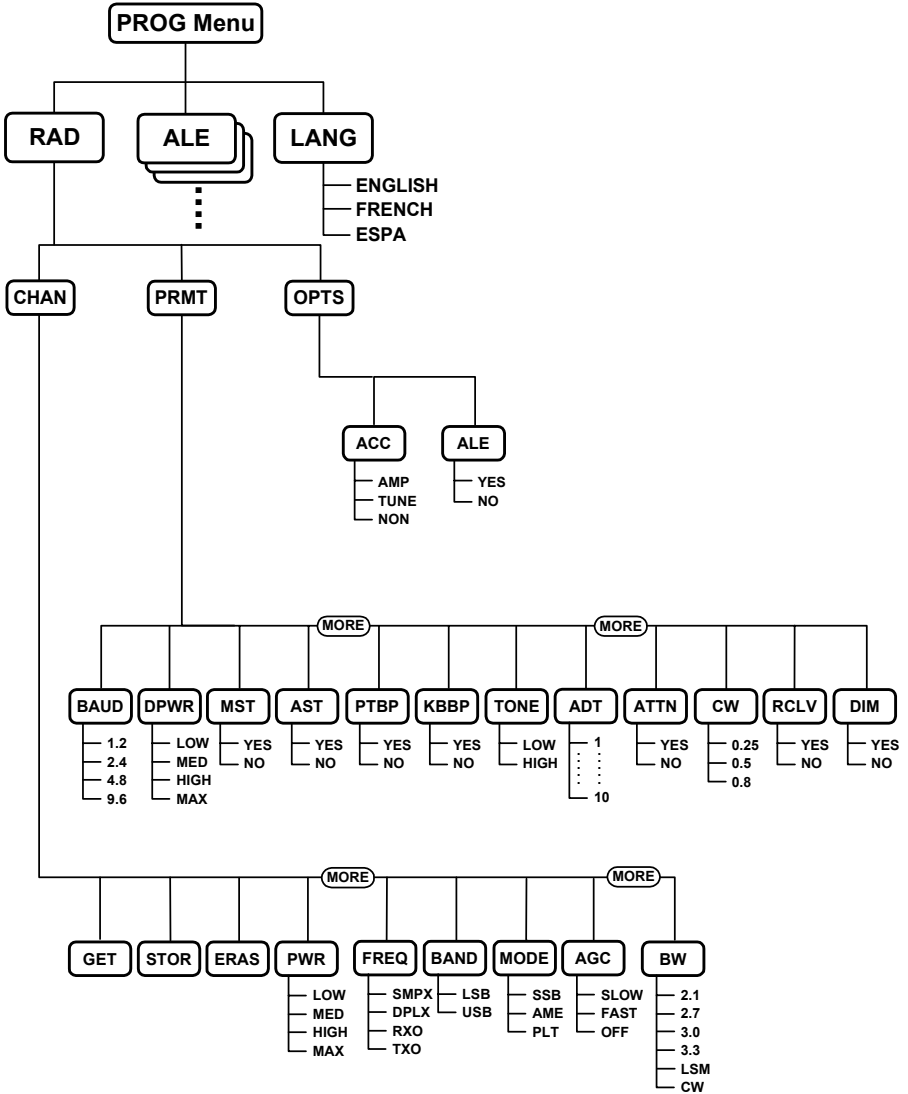 PROG Menu
RAD
ALE
LANG
ENGLISH
FRENCH
ESPA
CHAN
PRMT
OPTS
ACC
ALE
AMP
TUNE
NON
YES
NO
MORE
MORE
BAUD
DPWR
MST
AST
PTBP
KBBP
TONE
ADT
ATTN
CW
RCLV
DIM
1.2
2.4
4.8
9.6
LOW
MED
HIGH
MAX
YES
NO
YES
NO
YES
NO
YES
NO
LOW
HIGH
1
10
YES
NO
0.25
0.5
0.8
YES
NO
YES
NO
MORE
MORE
GET
STOR
ERAS
PWR
FREQ
BAND
MODE
AGC
BW
LOW
MED
HIGH
MAX
SMPX
DPLX
RXO
TXO
LSB
USB
SSB
AME
PLT
SLOW
FAST
OFF
2.1
2.7
3.0
3.3
LSM
CW